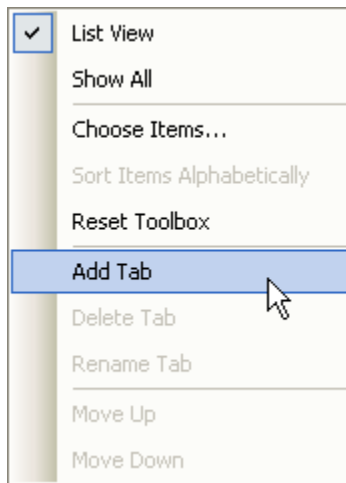 List View
Show All
Choose Items...
Sort Items Alphabetically
Reset Toolbox
Add Tab
Delete Tab
Rename Tab
Move Up
Move Down